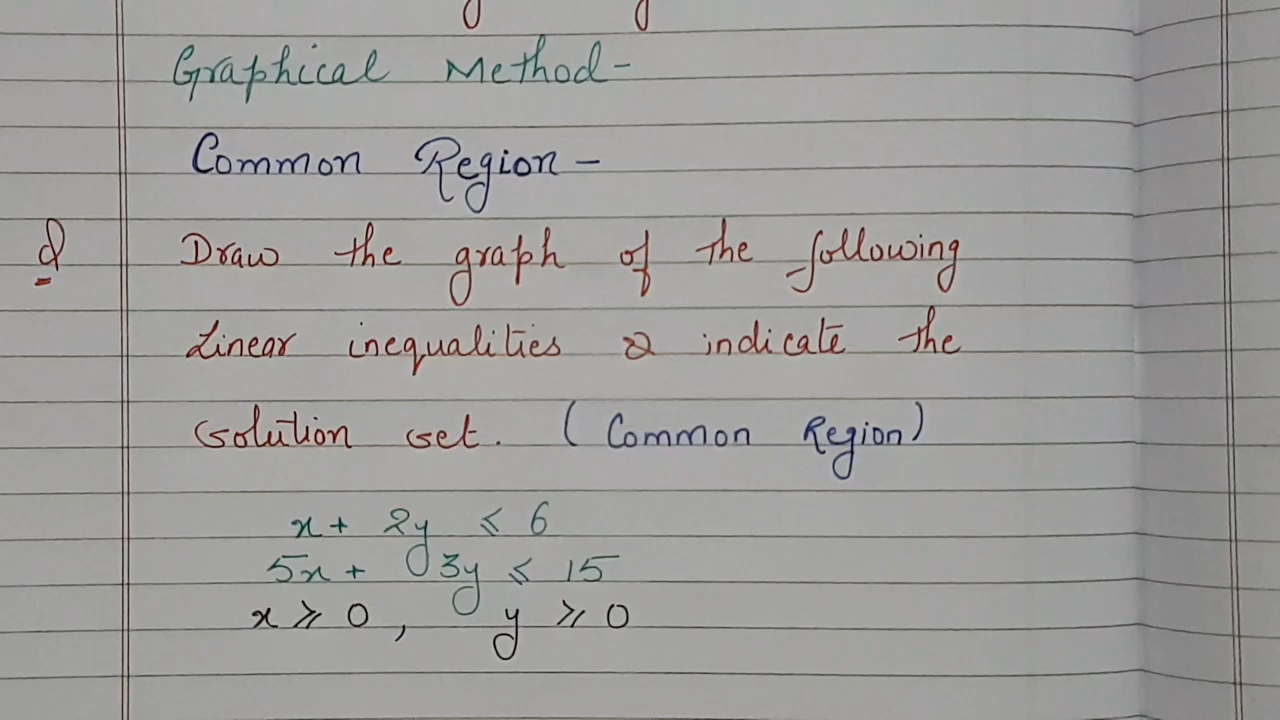 Graphical Method-
Common Region-
Q Draw the graph of the following
Linear inequalities & indicate the
Solution set. (Common Region)
x + 2y ≤ 6
5x + 3y ≤ 15
x ≥ 0, y ≥ 0